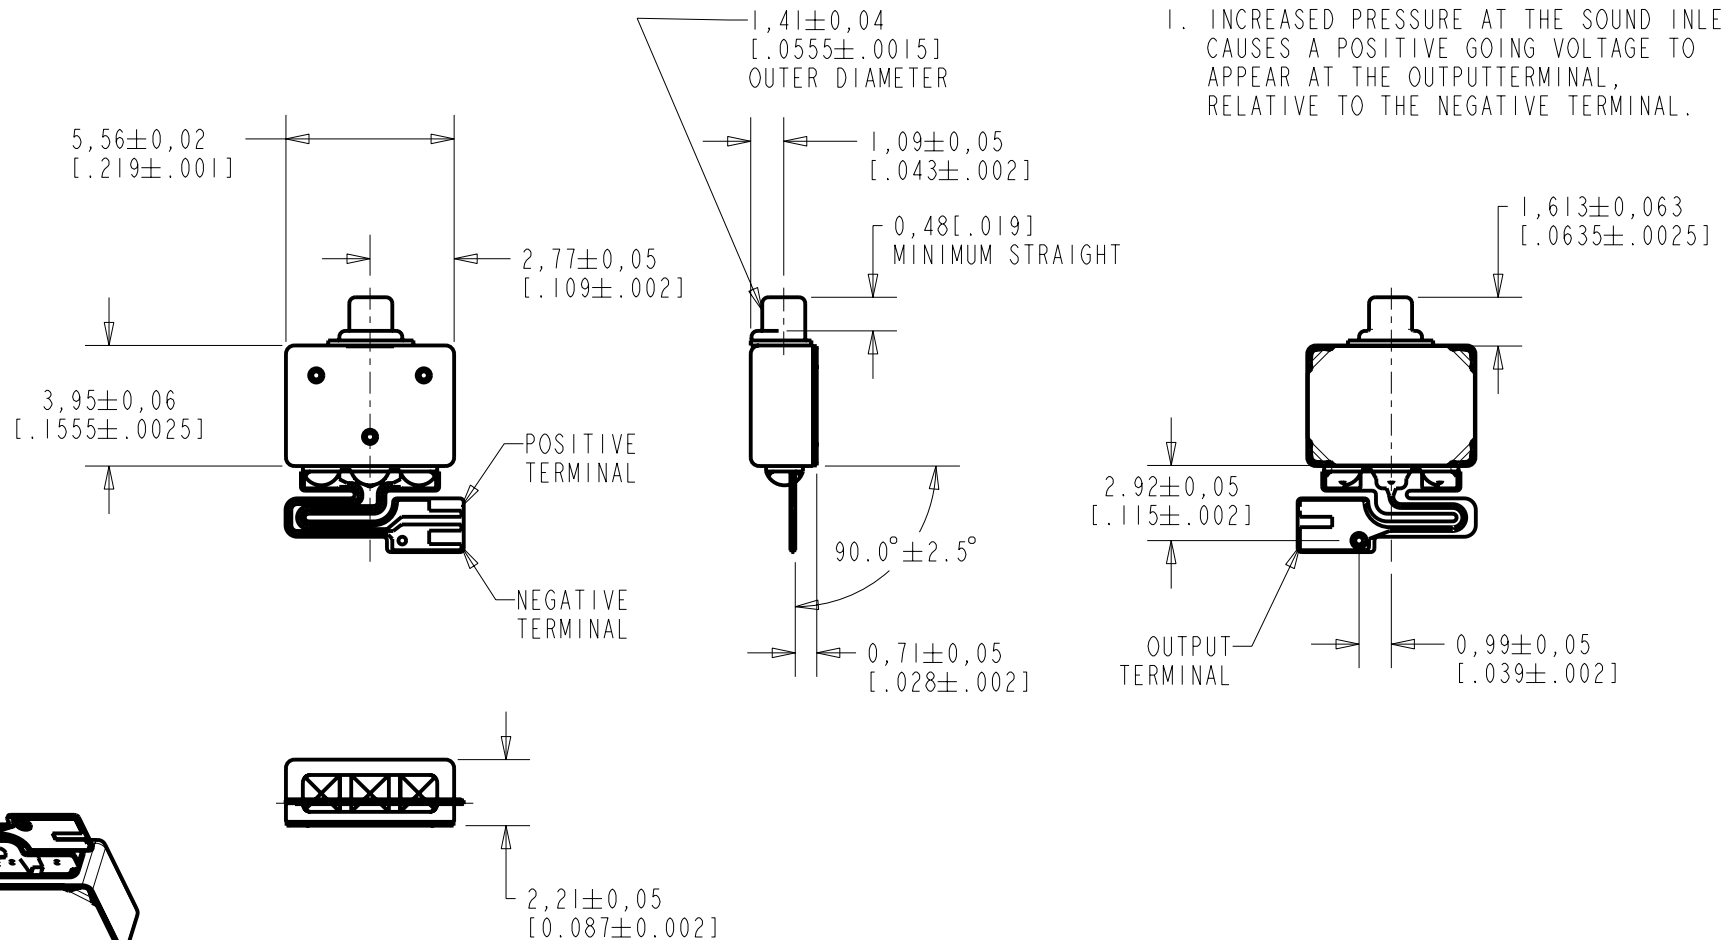 1,41±0,04
[.0555±.0015]
OUTER DIAMETER
1. INCREASED PRESSURE AT THE SOUND INLE
CAUSES A POSITIVE GOING VOLTAGE TO
APPEAR AT THE OUTPUTTERMINAL,
RELATIVE TO THE NEGATIVE TERMINAL.
5,56±0,02
[.219±.001]
1,09±0,05
[.043±.002]
0,48[.019]
MINIMUM STRAIGHT
1,613±0,063
[.0635±.0025]
2,77±0,05
[.109±.002]
3,95±0,06
[.1555±.0025]
POSITIVE
TERMINAL
2.92±0,05
[.115±.002]
90.0°±2.5°
NEGATIVE
TERMINAL
0,71±0,05
[.028±.002]
OUTPUT
TERMINAL
0,99±0,05
[.039±.002]
2,21±0,05
[0.087±0.002]